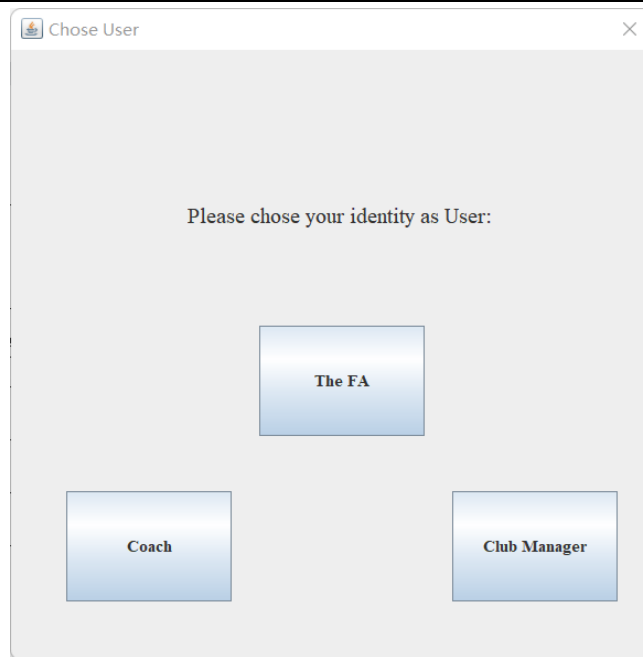 Chose User
Please chose your identity as User:
The FA
Coach
Club Manager